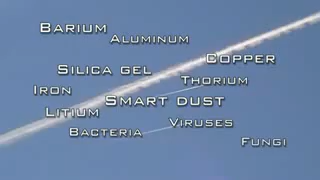 Barium
Aluminum
Copper
Silica gel
Thorium
Iron
Smart dust
Litium
Viruses
Bacteria
Fungi